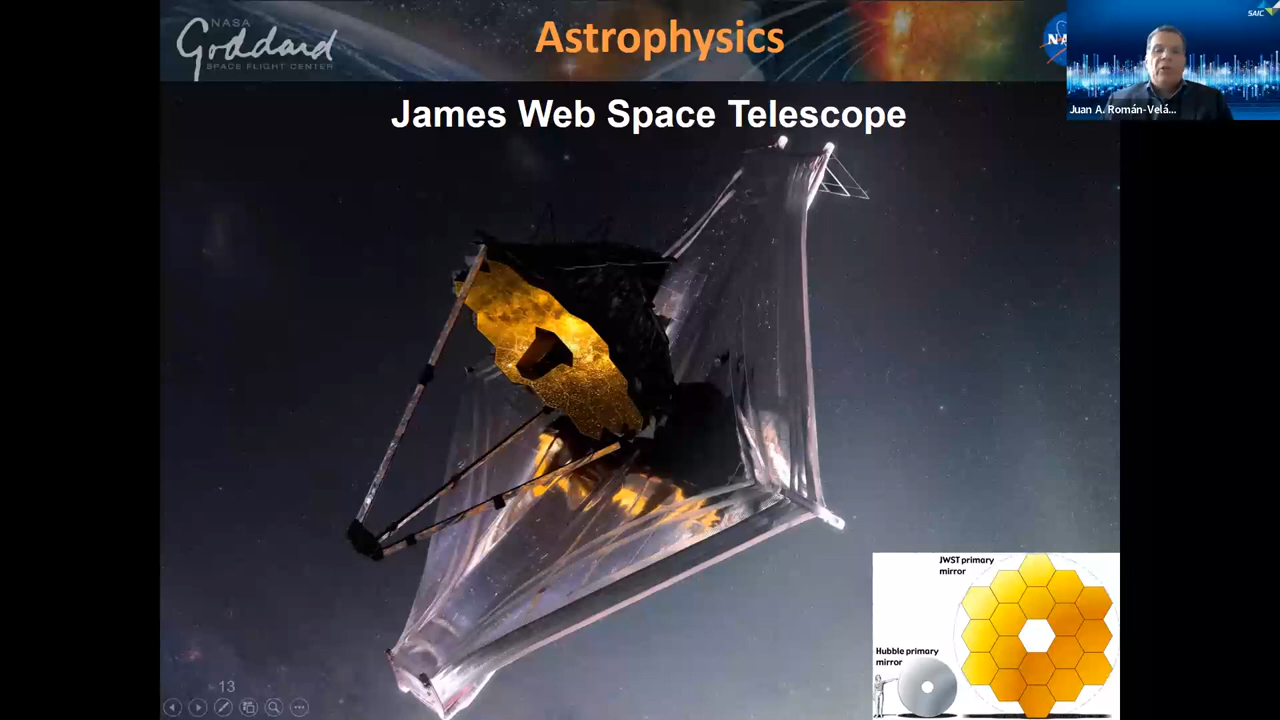 NASA
Goddard
SPACE FLIGHT CENTER
Astrophysics
NA
SAIC
Juan A. Román-Velá...
James Web Space Telescope
JWST primary
mirror
Hubble primary
mirror
13